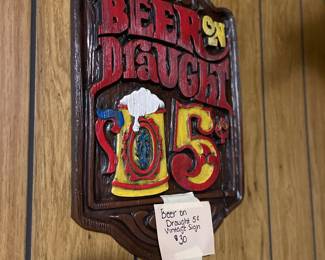 BEER ON
DRAUGHT
5¢
Beer on
Draught 5¢
Vintage Sign
$30